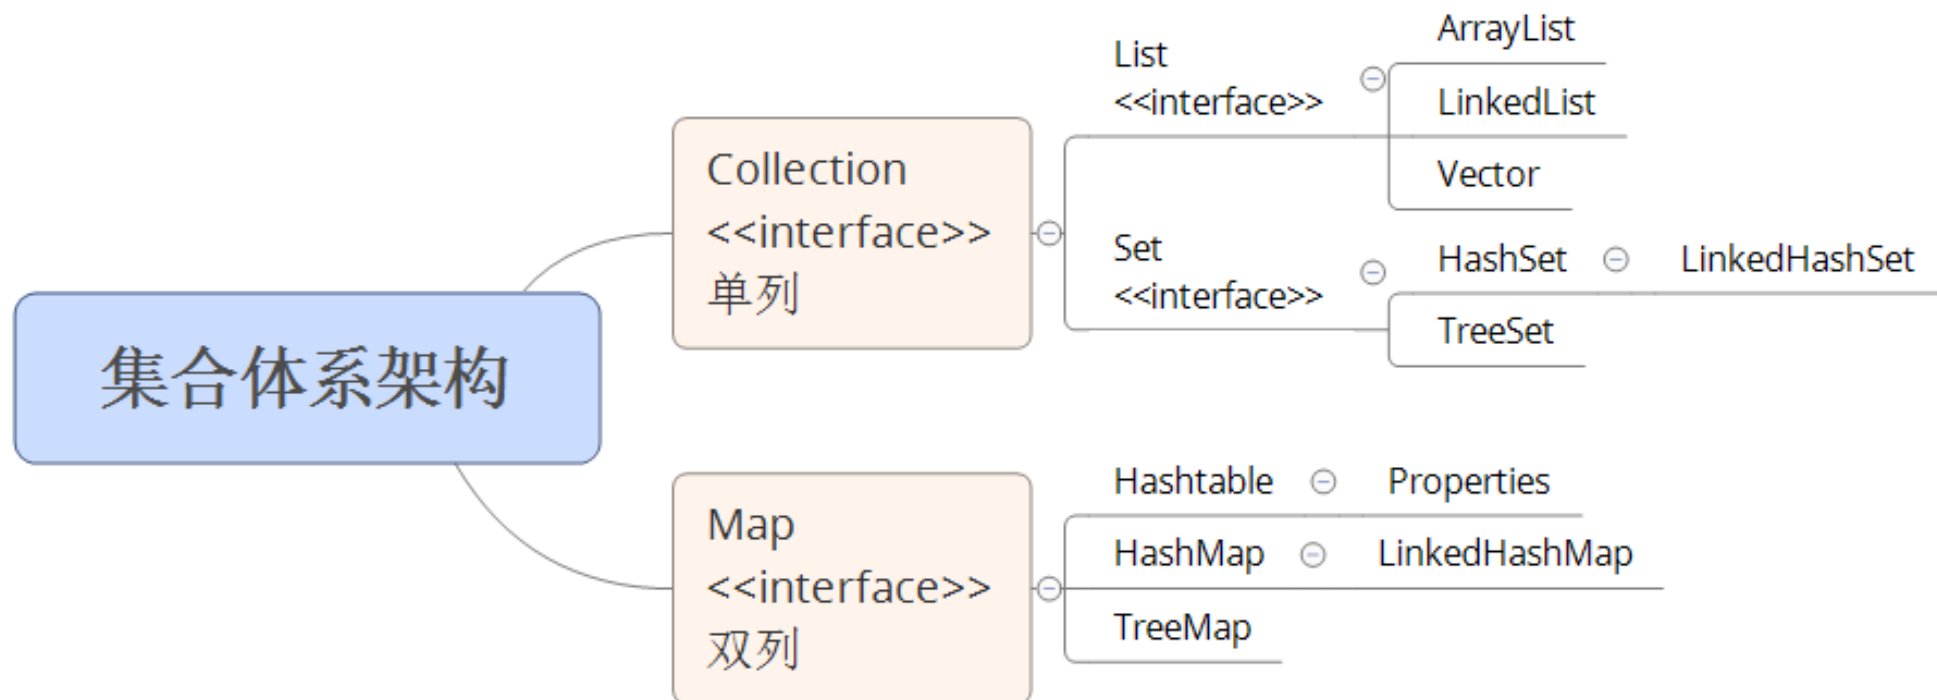 集合体系架构
Collection
<<interface>>
单列
List
<<interface>>
ArrayList
LinkedList
Vector
Set
<<interface>>
HashSet
LinkedHashSet
TreeSet
Map
<<interface>>
双列
Hashtable
Properties
HashMap
LinkedHashMap
TreeMap